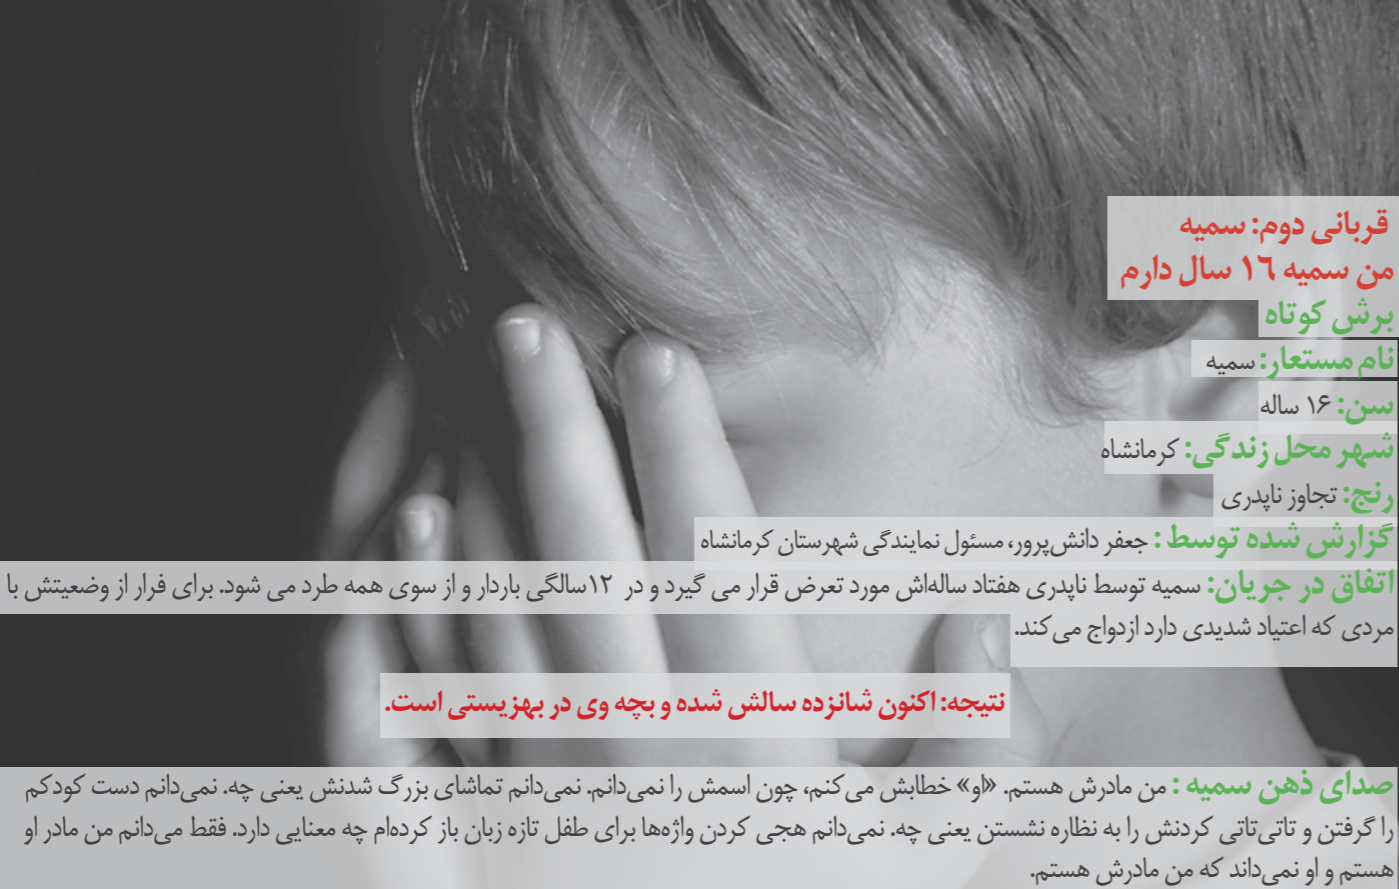 قربانی دوم: سمیه
من سمیه ١٦ سال دارم
برش کوتاه
نام مستعار: سمیه
سن: ۱۶ ساله
شهر محل زندگی: کرمانشاه
رنج: تجاوز ناپدری
گزارش شده توسط : جعفر دانش‌پرور، مسئول نمایندگی شهرستان کرمانشاه
اتفاق در جریان: سمیه توسط ناپدری هفتاد ساله‌اش مورد تعرض قرار می گیرد و در ۱۲سالگی باردار و از سوی همه طرد می شود. برای فرار از وضعیتش با
مردی که اعتیاد شدیدی دارد ازدواج می‌کند.
نتیجه: اکنون شانزده سالش شده و بچه وی در بهزیستی است.
صدای ذهن سمیه : من مادرش هستم. «او» خطابش می‌کنم، چون اسمش را نمی‌دانم. نمی‌دانم تماشای بزرگ شدنش یعنی چه. نمی‌دانم دست کودکم
را گرفتن و تاتی‌تاتی کردنش را به نظاره نشستن یعنی چه. نمی‌دانم هجی کردن واژه‌ها برای طفل تازه زبان باز کرده‌ام چه معنایی دارد. فقط می‌دانم من مادر او
هستم و او نمی‌داند که من مادرش هستم.